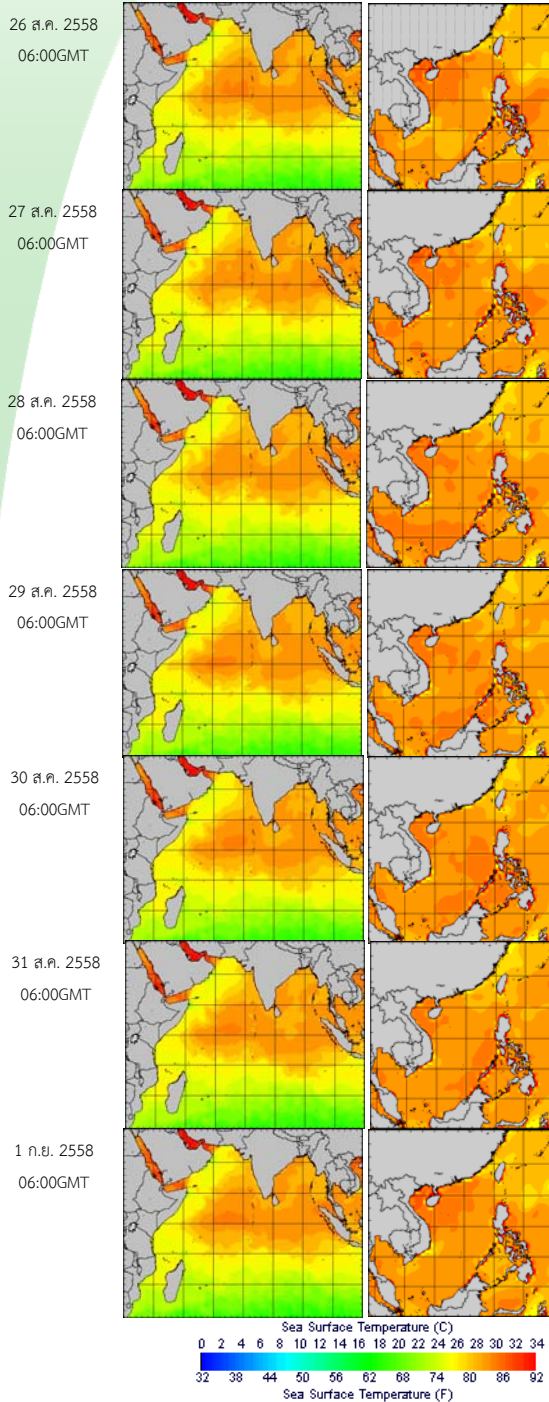 26 ส.ค. 2558
06:00GMT
27 ส.ค. 2558
06:00GMT
28 ส.ค. 2558
06:00GMT
29 ส.ค. 2558
06:00GMT
30 ส.ค. 2558
06:00GMT
31 ส.ค. 2558
06:00GMT
1 ก.ย. 2558
06:00GMT
Sea Surface Temperature (C)
0 2 4 6 8 10 12 14 16 18 20 22 24 26 28 30 32 34
32 38 44 50 56 62 68 74 80 86 92
Sea Surface Temperature (F)